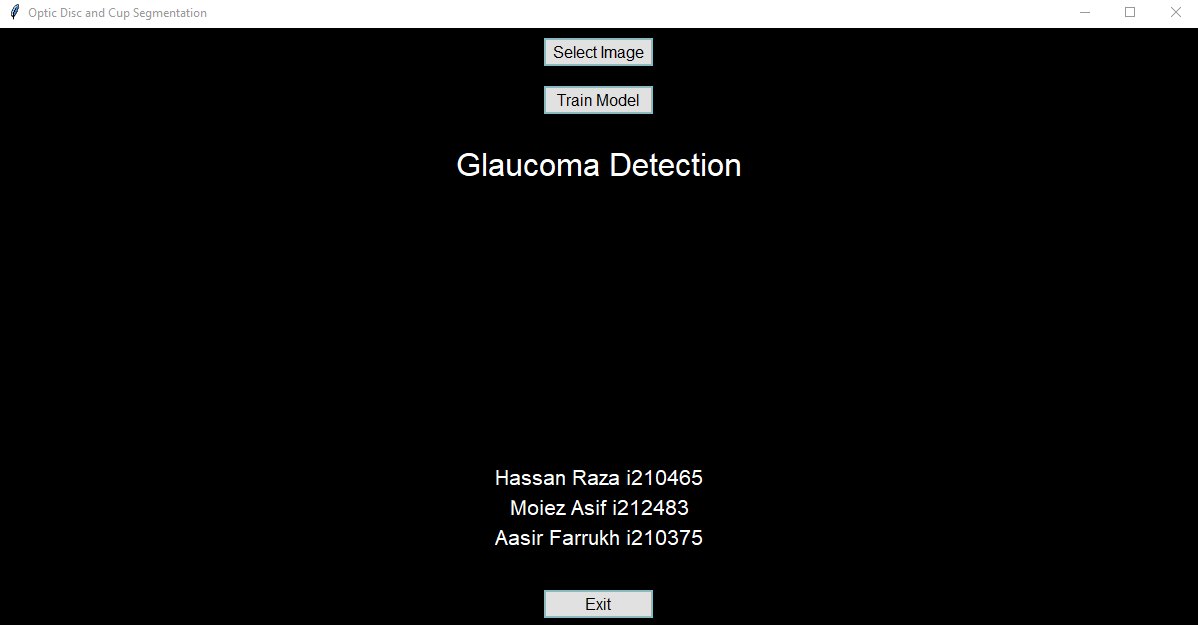 Optic Disc and Cup Segmentation
Select Image
Train Model
Glaucoma Detection
Hassan Raza i210465
Moiez Asif i212483
Aasir Farrukh i210375
Exit